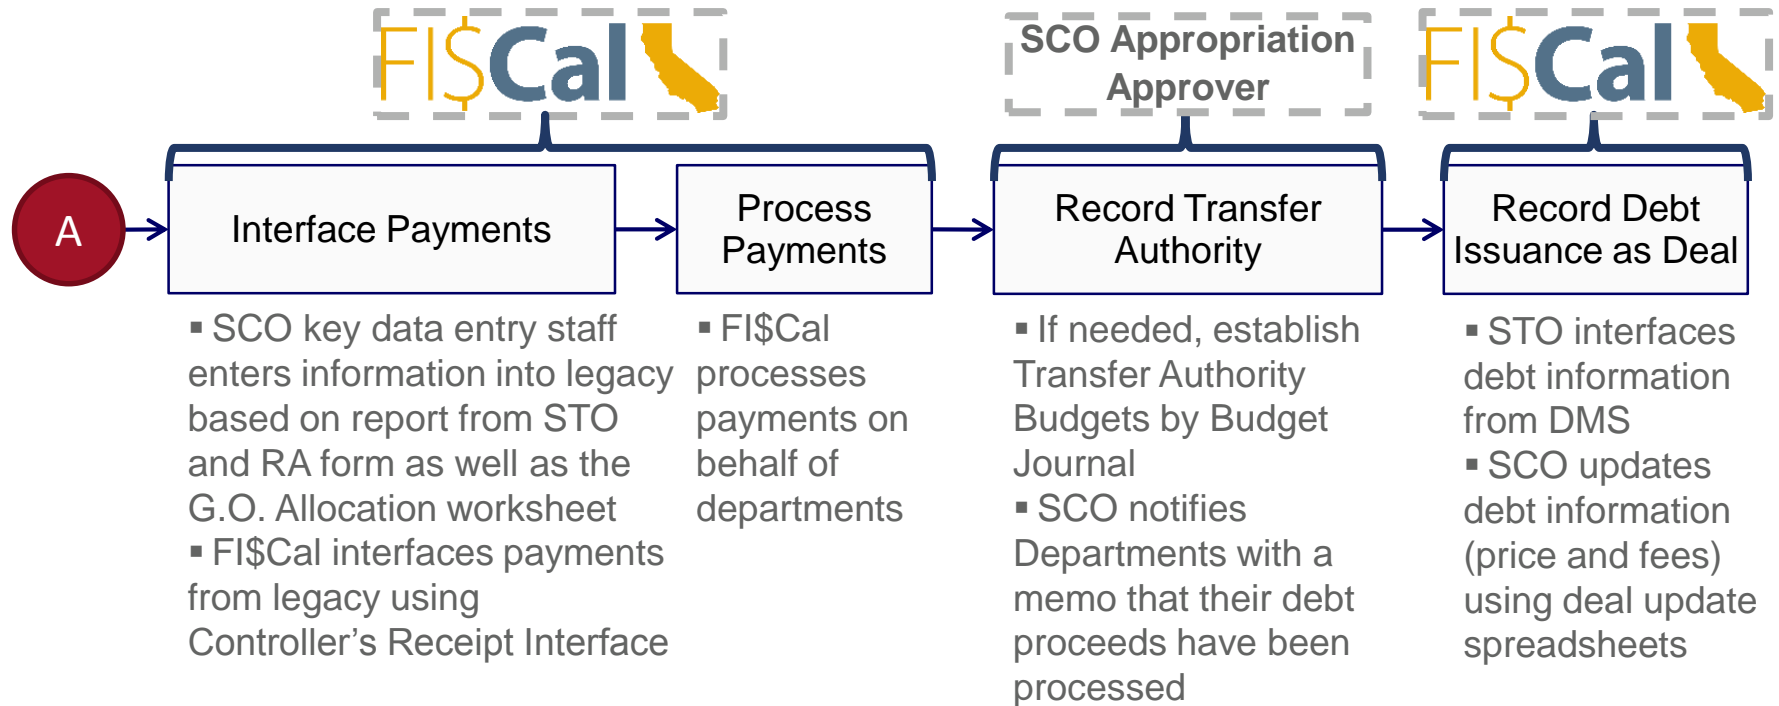 FI$Cal
SCO Appropriation
Approver
FI$Cal
A
Interface Payments
Process
Payments
Record Transfer
Authority
Record Debt
Issuance as Deal
▪ SCO key data entry staff
enters information into legacy
based on report from STO
and RA form as well as the
G.O. Allocation worksheet
▪ FI$Cal interfaces payments
from legacy using
Controller’s Receipt Interface
▪ FI$Cal
processes
payments on
behalf of
departments
▪ If needed, establish
Transfer Authority
Budgets by Budget
Journal
▪ SCO notifies
Departments with a
memo that their debt
proceeds have been
processed
▪ STO interfaces
debt information
from DMS
▪ SCO updates
debt information
(price and fees)
using deal update
spreadsheets